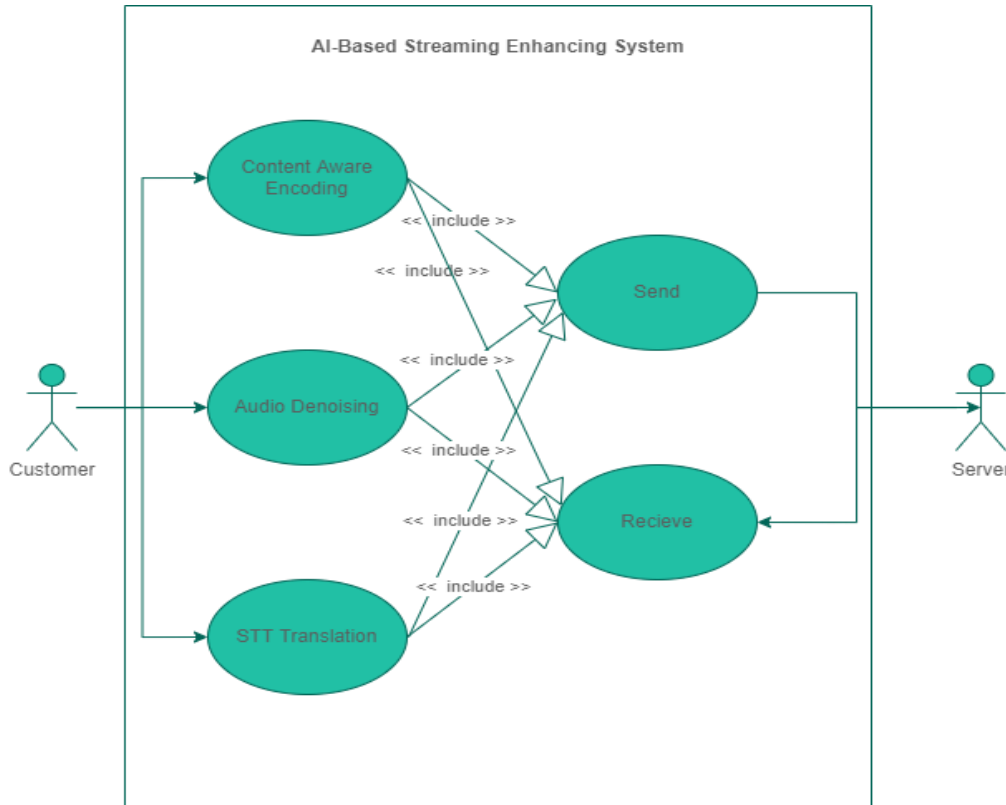 AI-Based Streaming Enhancing System
Content Aware
Encoding
<< include >>
<< include >>
Send
<< include >>
Audio Denoising
<< include >>
Customer
Server
<< include >>
Recieve
<< include >>
STT Translation